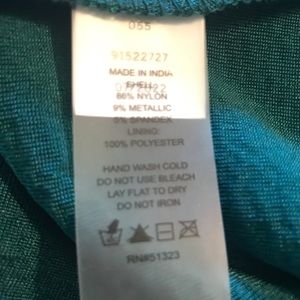 055
91522727
MADE IN INDIA
SHELL
86% NYLON
9% METALLIC
5% SPANDEX
LINING:
100% POLYESTER
HAND WASH COLD
DO NOT USE BLEACH
LAY FLAT TO DRY
DO NOT IRON
RN#51323